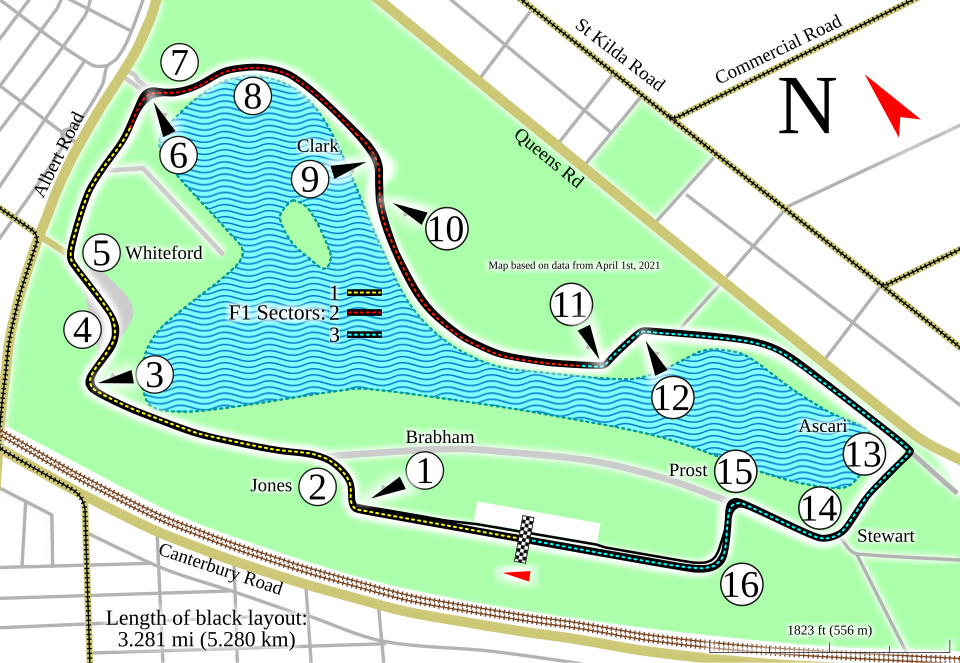 St Kilda Road
Commercial Road
N
7
8
Albert Road
6
Clark
9
Queens Rd
10
5
Whiteford
Map based on data from April 1st, 2021
4
F1 Sectors:
1
2
3
11
3
12
Ascari
13
Brabham
1
Prost
15
Jones
2
14
Stewart
16
Canterbury Road
Length of black layout:
3.281 mi (5.280 km)
1823 ft (556 m)